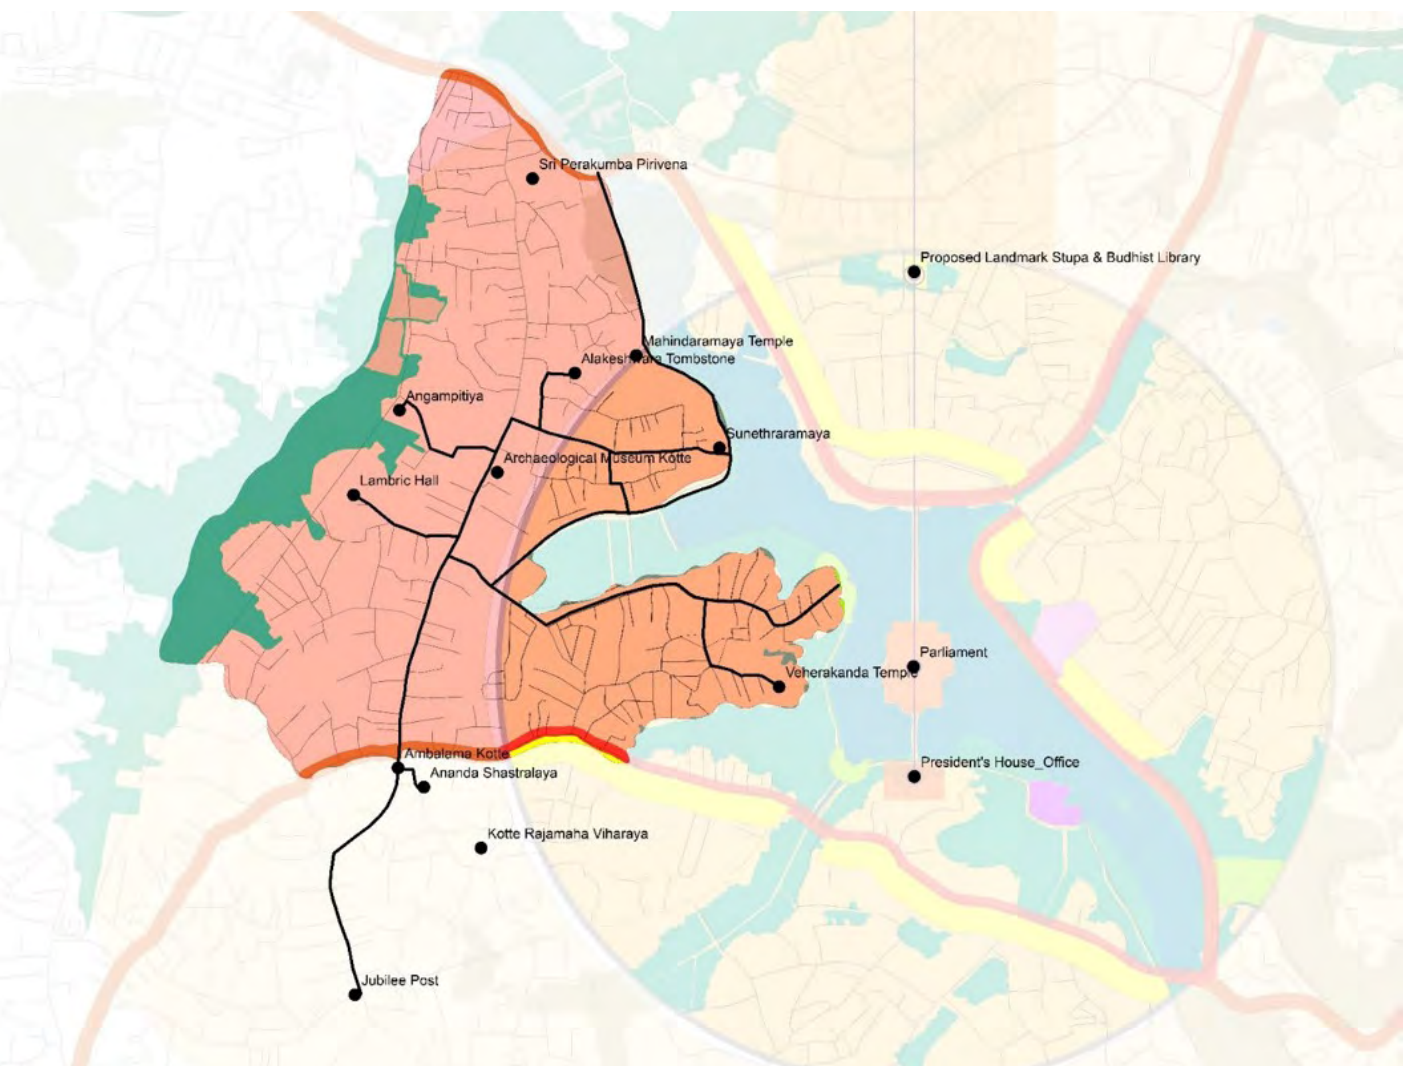 Sri Perakumba Pirivena
Proposed Landmark Stupa & Budhist Library
Mahindaramaya Temple
Alakeshwara Tombstone
Angampitiya
Sunethraramaya
Archaeological Museum Kotte
Lambric Hall
Parliament
Veherakanda Temple
Ambalama Kotte
President's House_Office
Ananda Shastralaya
Kotte Rajamaha Viharaya
Jubilee Post